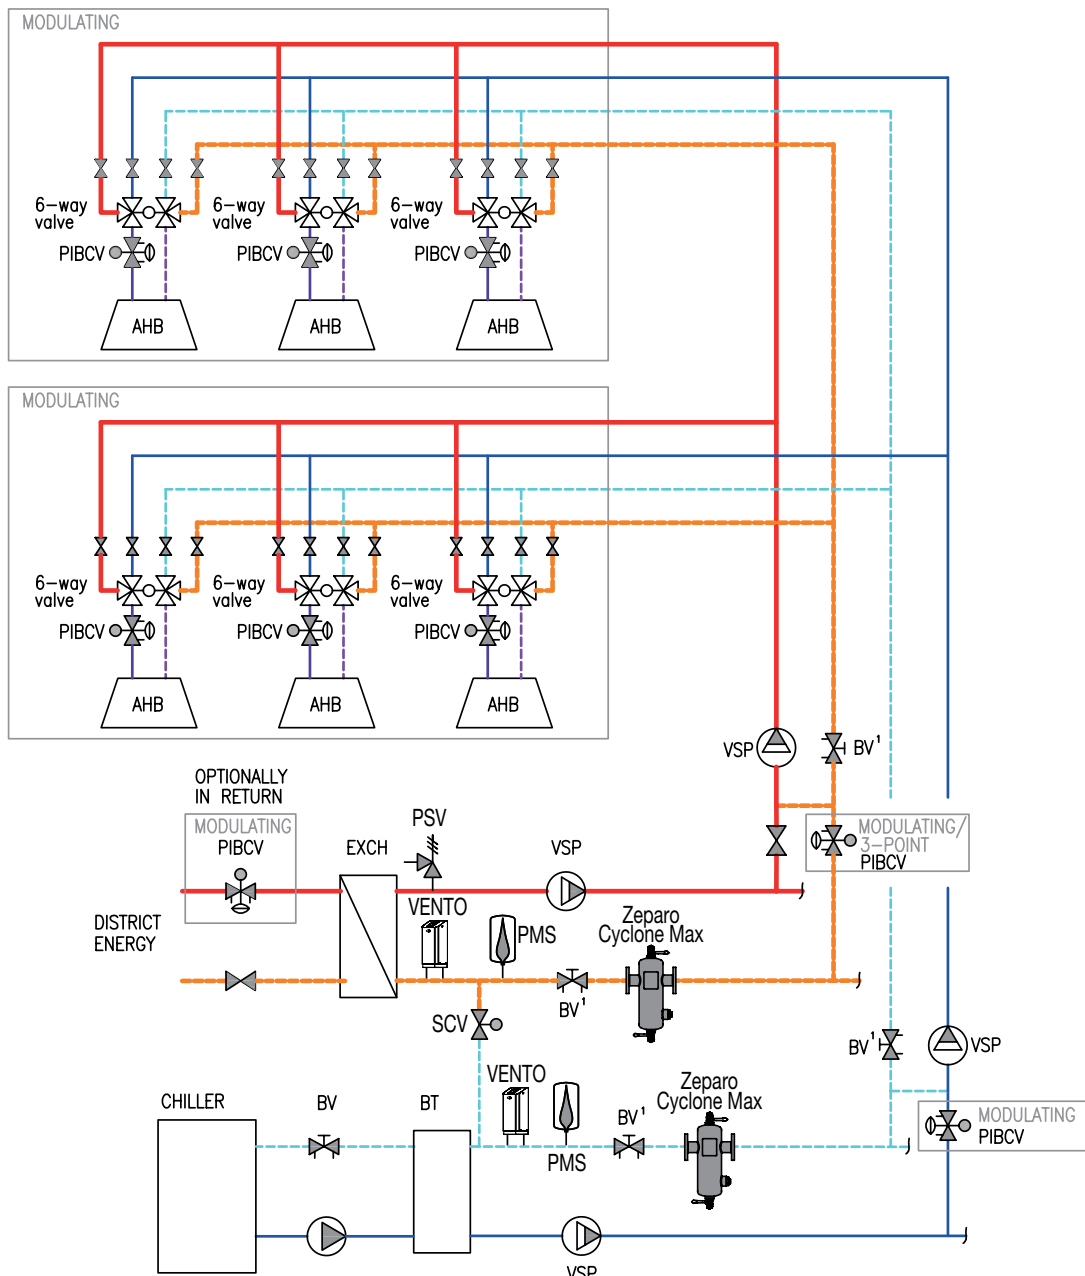 MODULATING
6-way
valve
6-way
valve
6-way
valve
PIBCV
PIBCV
PIBCV
AHB
AHB
AHB
MODULATING
6-way
valve
6-way
valve
6-way
valve
PIBCV
PIBCV
PIBCV
AHB
AHB
AHB
VSP
BV¹
OPTIONALLY
IN RETURN
MODULATING
PIBCV
EXCH
PSV
VSP
MODULATING/
3-POINT
PIBCV
DISTRICT
ENERGY
VENTO
PMS
Zeparo
Cyclone Max
BV¹
SCV
BV¹
VSP
CHILLER
BV
BT
VENTO
PMS
BV¹
Zeparo
Cyclone Max
MODULATING
PIBCV
VSP